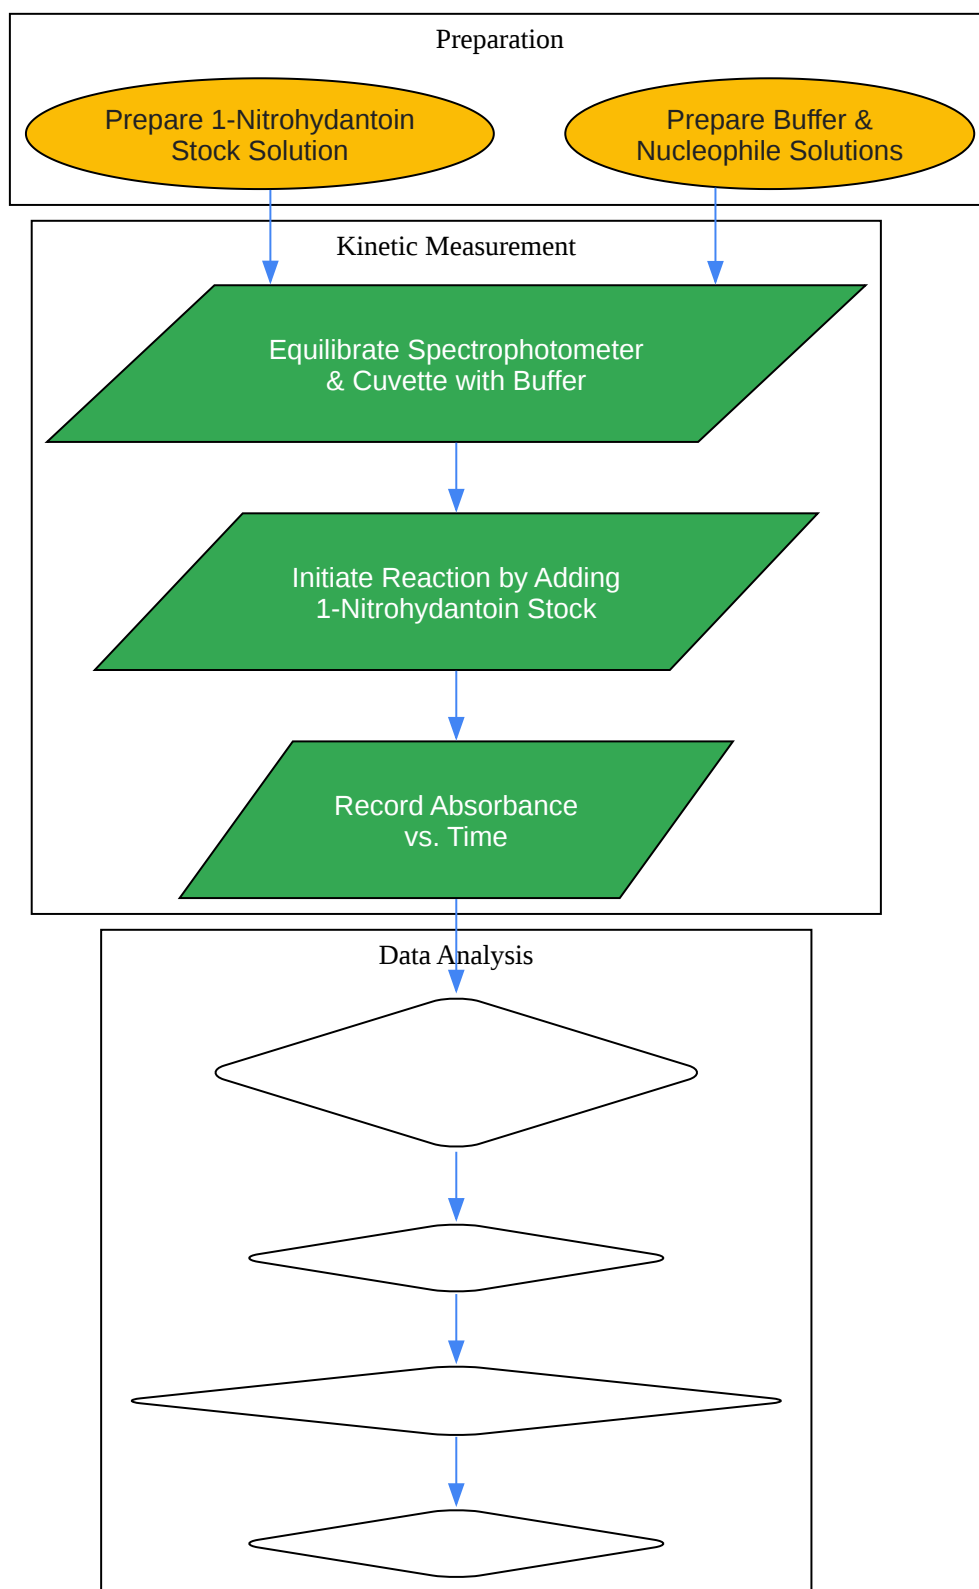 Preparation
Prepare 1-Nitrohydantoin
Stock Solution
Prepare Buffer &
Nucleophile Solutions
Kinetic Measurement
Equilibrate Spectrophotometer
& Cuvette with Buffer
Initiate Reaction by Adding
1-Nitrohydantoin Stock
Record Absorbance
vs. Time
Data Analysis